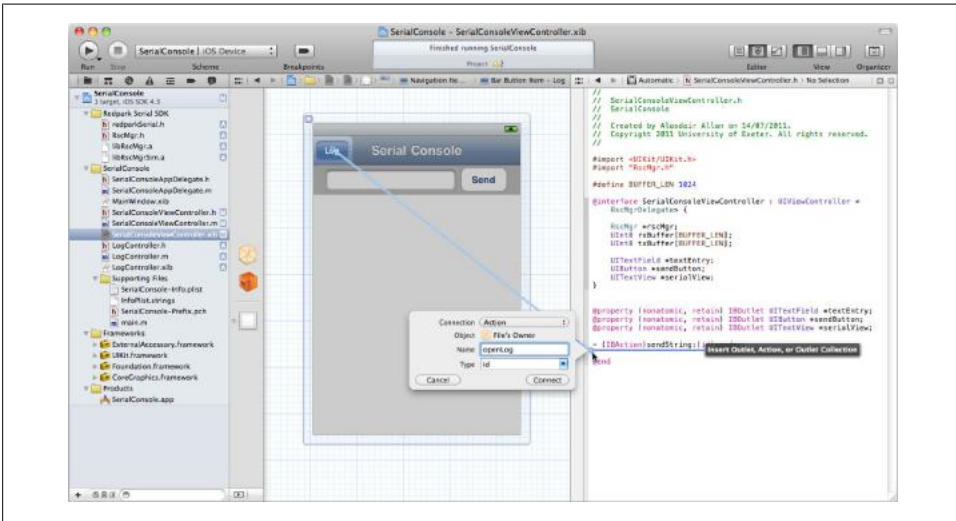 SerialConsole - SerialConsoleViewController.xib
SerialConsole | iOS Device
Finished running SerialConsole
Project 2
Run Stop Scheme Breakpoints Editor View Organizer
Navigation Ite... Bar Button Item - Log
Automatic SerialConsoleViewController.h No Selection
SerialConsole
1 target, iOS SDK 4.3
Redpark Serial SDK
redparkSerial.h
RscMgr.h
libRscMgr.a
libRscMgrSim.a
SerialConsole
SerialConsoleAppDelegate.h
SerialConsoleAppDelegate.m
MainWindow.xib
SerialConsoleViewController.h
SerialConsoleViewController.m
SerialConsoleViewController.xib
LogController.h
LogController.m
LogController.xib
Supporting Files
SerialConsole-Info.plist
InfoPlist.strings
SerialConsole-Prefix.pch
main.m
Frameworks
ExternalAccessory.framework
UIKit.framework
Foundation.framework
CoreGraphics.framework
Products
SerialConsole.app
Log
Serial Console
Send
Connection Action
Object File's Owner
Name openLog
Type id
Cancel Connect
//
// SerialConsoleViewController.h
// SerialConsole
//
// Created by Alasdair Allan on 14/07/2011.
// Copyright 2011 University of Exeter. All rights reserved.
//
#import <UIKit/UIKit.h>
#import "RscMgr.h"
#define BUFFER_LEN 1024
@interface SerialConsoleViewController : UIViewController <
RscMgrDelegate> {
RscMgr *rscMgr;
UInt8 rxBuffer[BUFFER_LEN];
UInt8 txBuffer[BUFFER_LEN];
UITextField *textEntry;
UIButton *sendButton;
UITextView *serialView;
}
@property (nonatomic, retain) IBOutlet UITextField *textEntry;
@property (nonatomic, retain) IBOutlet UIButton *sendButton;
@property (nonatomic, retain) IBOutlet UITextView *serialView;
- (IBAction)sendString:(
Insert Outlet, Action, or Outlet Collection
@end